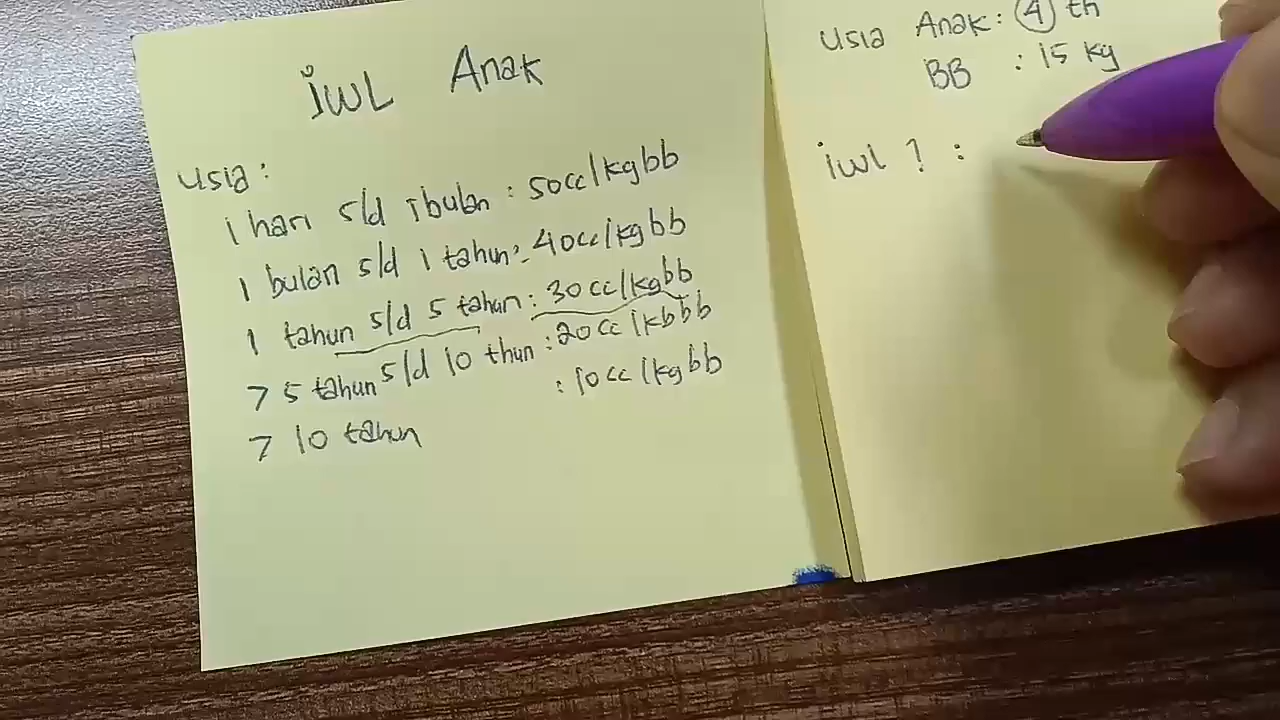 iWL Anak
Usia:
1 hari s/d 1 bulan : 50cc/kgbb
1 bulan s/d 1 tahun : 40cc/kgbb
1 tahun s/d 5 tahun : 30cc/kgbb
> 5 tahun s/d 10 thun : 20cc/kbbb
> 10 tahun : 10cc/kgbb
Usia Anak : 4 th
BB : 15 kg
iwl ? :